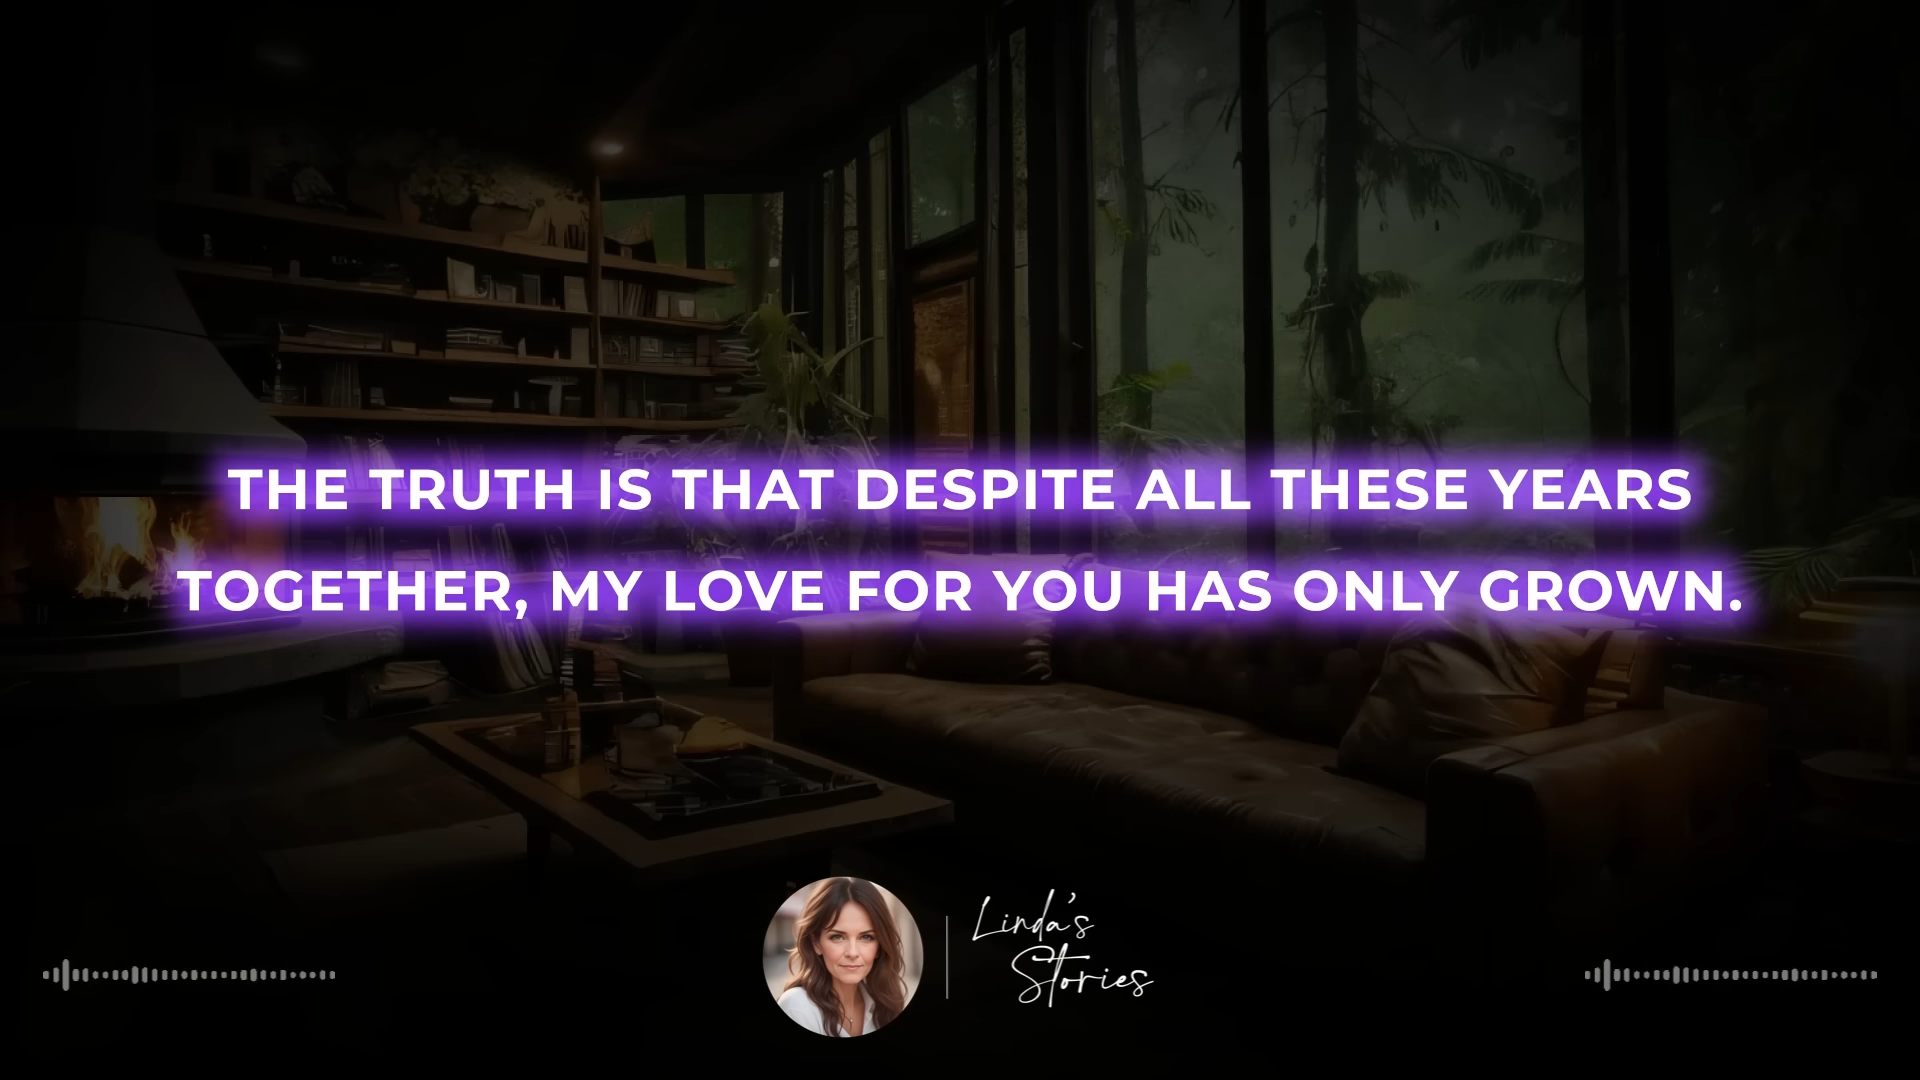 THE TRUTH IS THAT DESPITE ALL THESE YEARS
TOGETHER, MY LOVE FOR YOU HAS ONLY GROWN.
Linda's
Stories